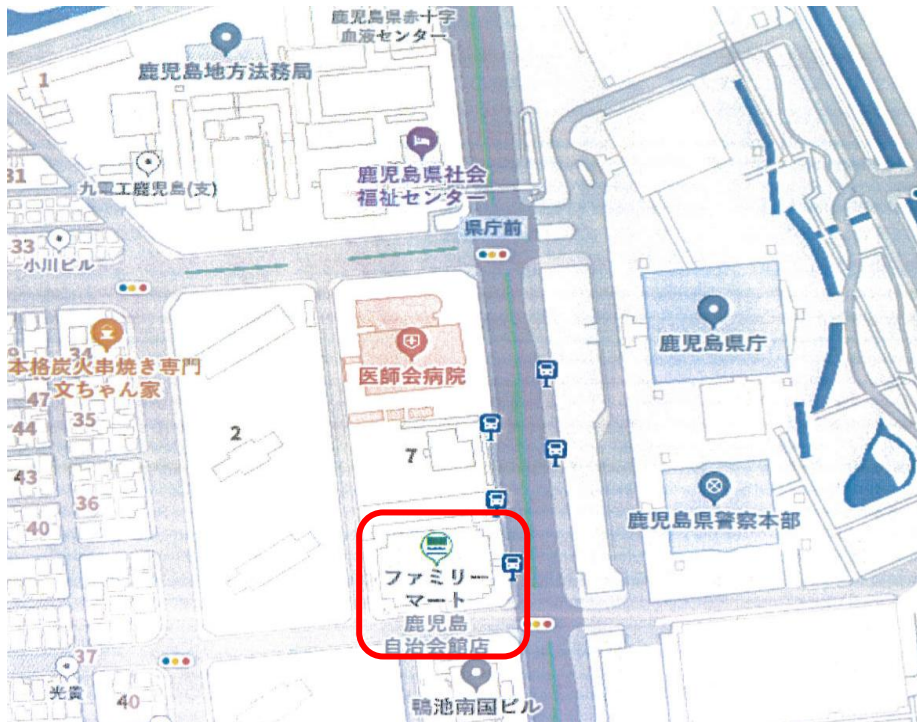 鹿児島県赤十字
血液センター
鹿児島地方法務局
1
鹿児島県社会
福祉センター
31
九電工鹿児島(支)
県庁前
33
小川ビル
鹿児島県庁
34
本格炭火串焼き専門
文ちゃん家
医師会病院
47
35
44
2
7
43
36
40
鹿児島県警察本部
ファミリー
マート
鹿児島
自治会館店
37
光貴
40
鴨池南国ビル